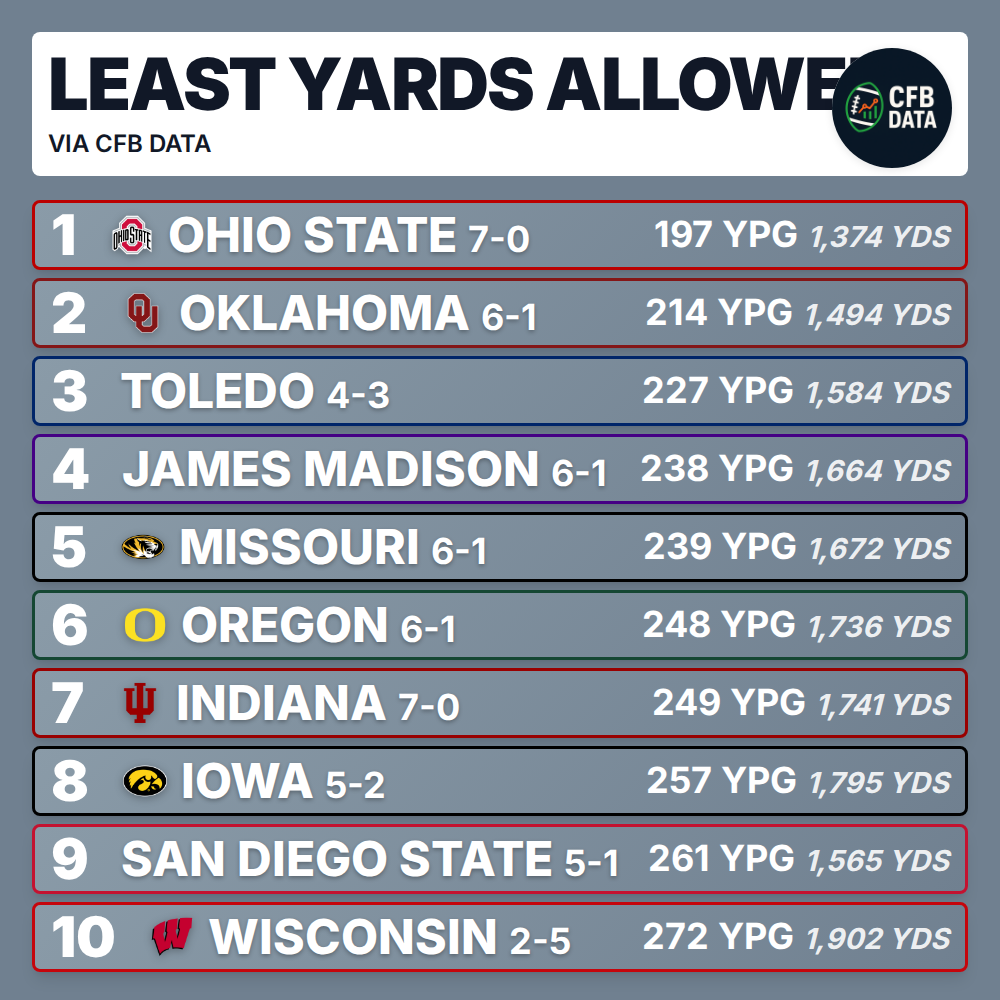 LEAST YARDS ALLOWE
VIA CFB DATA
CFB
DATA
1 OHIO STATE OHIO STATE 7-0 197 YPG 1,374 YDS
2 OU OKLAHOMA 6-1 214 YPG 1,494 YDS
3 TOLEDO 4-3 227 YPG 1,584 YDS
4 JAMES MADISON 6-1 238 YPG 1,664 YDS
5 MISSOURI 6-1 239 YPG 1,672 YDS
6 O OREGON 6-1 248 YPG 1,736 YDS
7 INDIANA 7-0 249 YPG 1,741 YDS
8 IOWA 5-2 257 YPG 1,795 YDS
9 SAN DIEGO STATE 5-1 261 YPG 1,565 YDS
10 W WISCONSIN 2-5 272 YPG 1,902 YDS